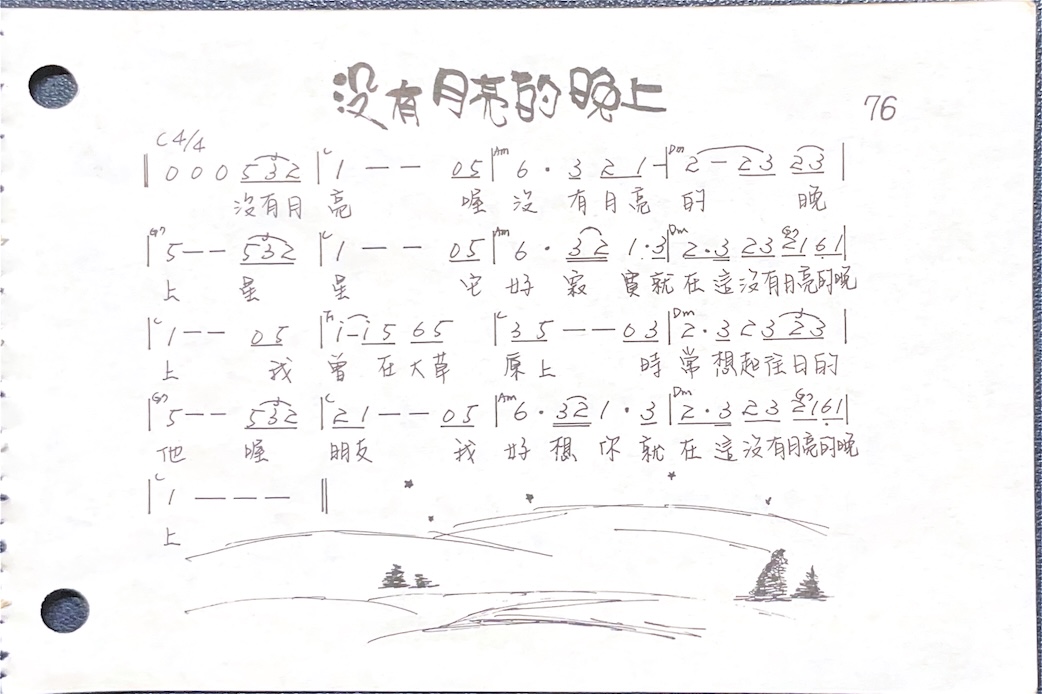 沒有月亮的晚上
76
C 4/4
C Am Dm
0 0 0 5 3 2 | 1 — — 0 5 | 6 · 3 2 1 — | 2 — 2 3 2 3 |
沒有月 亮 喔 沒 有月亮 的 晚
G7 C Am Dm G7
| 5 — — 5 3 2 | 1 — — 0 5 | 6 · 3 2 1 · 3 | 2 · 3 2 3 2 1 6 1 |
上 星 星 它 好 寂 寞 就 在 這 沒有月亮的晚
C C Dm
| 1 — — 0 5 | i — i 5 6 5 | 3 5 — — 0 3 | 2 · 3 2 3 2 3 |
上 我 曾 在 大 草 原 上 時 常 想起往日的
G7 C Am Dm G7
| 5 — — 5 3 2 | 2 1 — — 0 5 | 6 · 3 2 1 · 3 | 2 · 3 2 3 2 1 6 1 |
他 喔 朋友 我 好 想 你 就 在 這 沒有月亮的晚
C
| 1 — — — ||
上